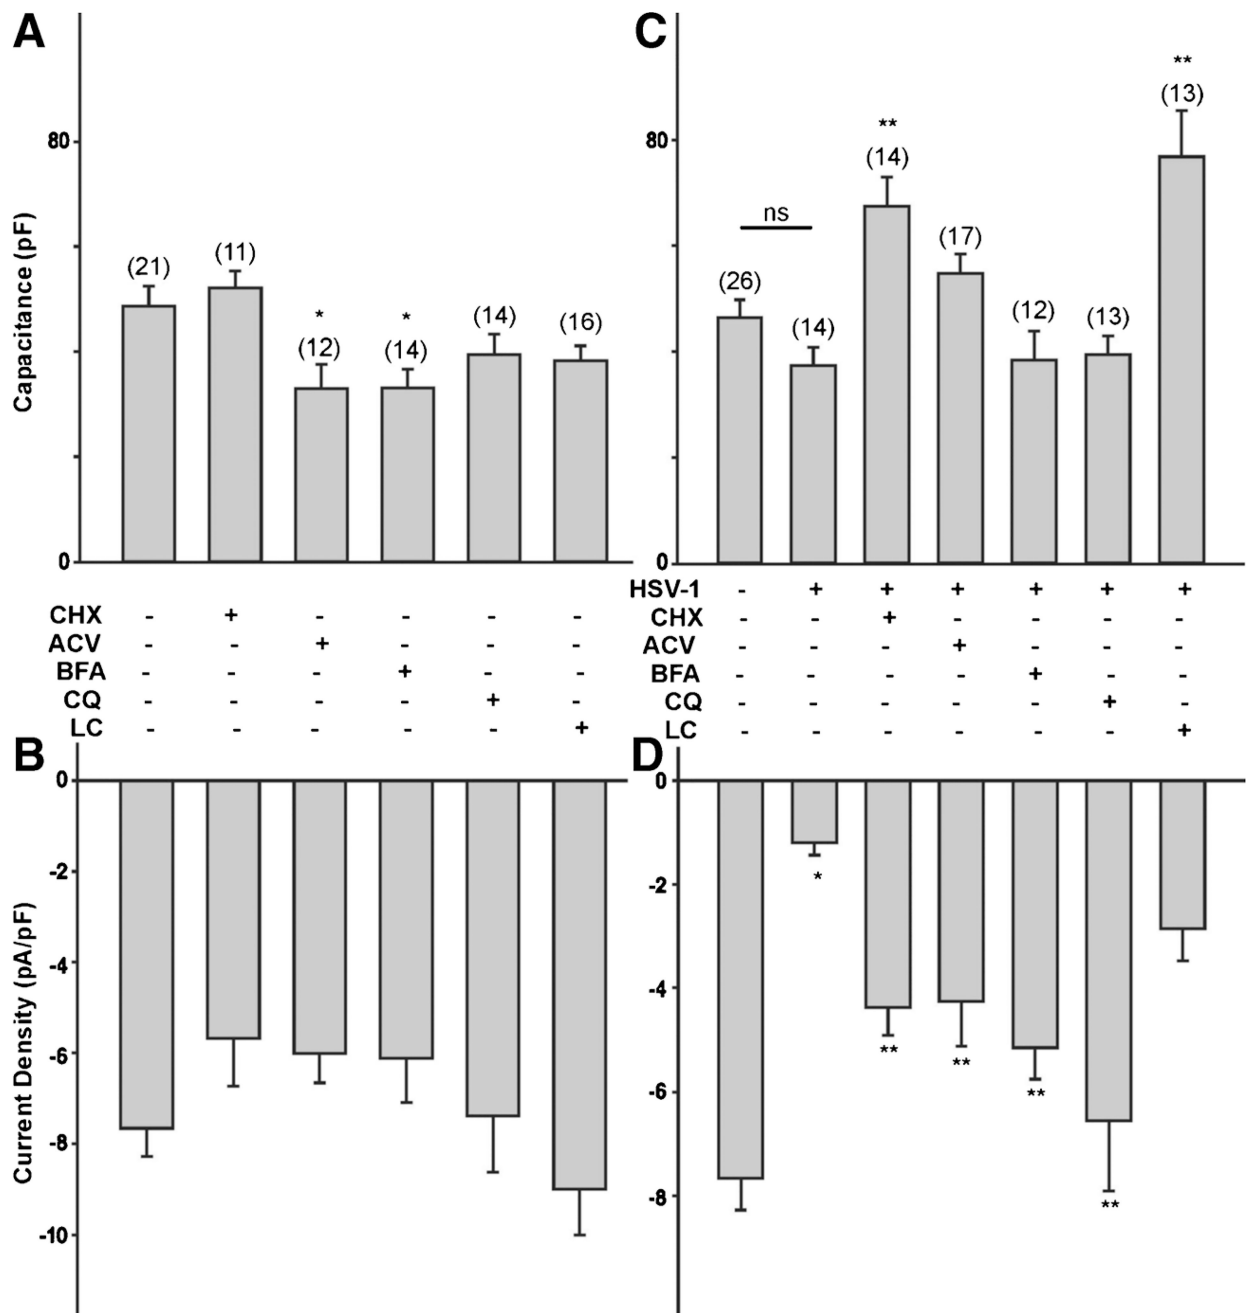 A
C
**
(13)
80
80
**
(14)
Capacitance (pF)
ns
(17)
(21)
(11)
(26)
*
*
(12)
(14)
(14)
(16)
(14)
(12)
(13)
0
0
HSV-1 - + + + + + +
CHX - + - - - -
CHX - - + - - - -
ACV - - + - - -
ACV - - - + - - -
BFA - - - + - -
BFA - - - - + - -
CQ - - - - + -
CQ - - - - - + -
LC - - - - - +
LC - - - - - - +
B
D
0
-2
-4
-6
-8
-10
Current Density (pA/pF)
0
-2
-4
-6
-8
*
**
**
**
**